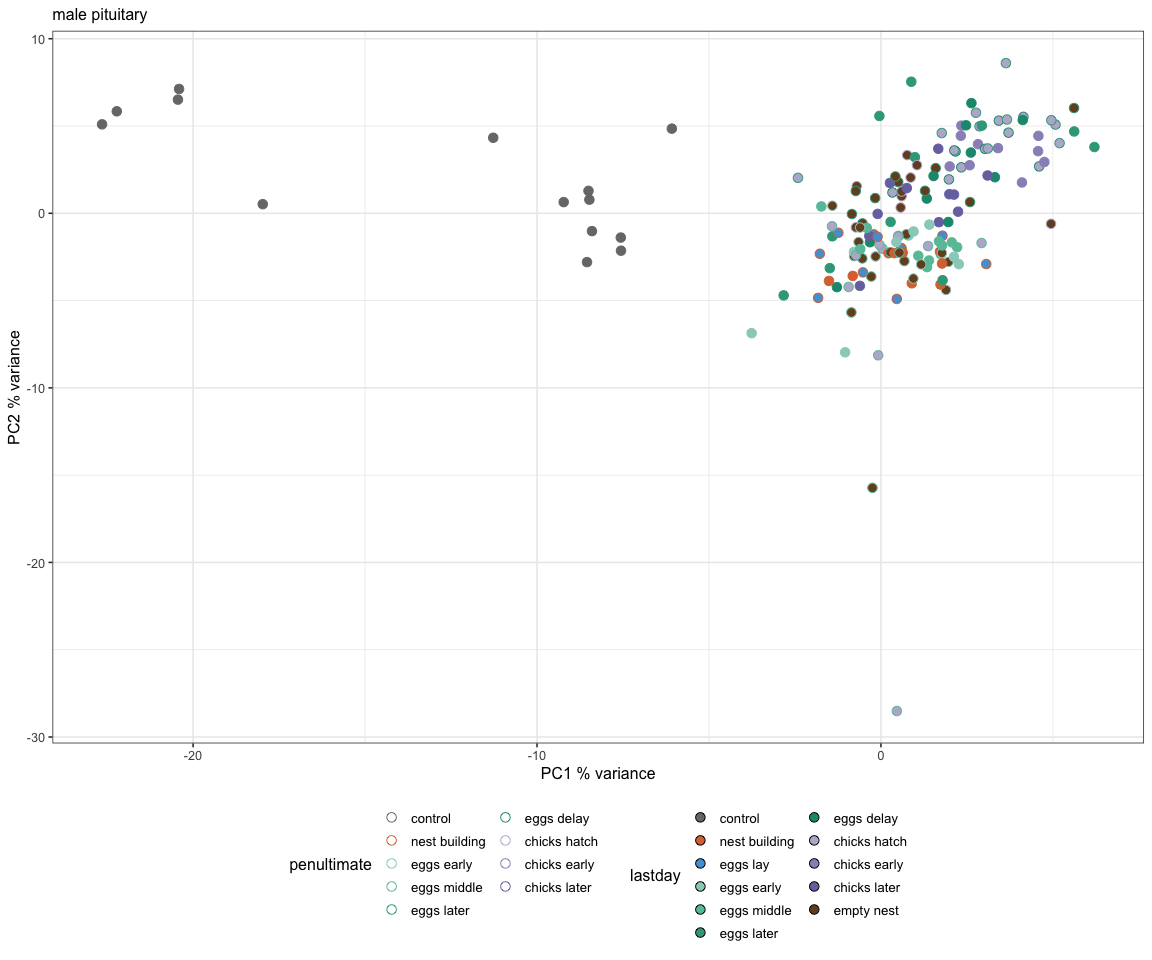 male pituitary
10
0
-10
-20
-30
PC2 % variance
-20
-10
0
PC1 % variance
penultimate
control
nest building
eggs early
eggs middle
eggs later
eggs delay
chicks hatch
chicks early
chicks later
lastday
control
nest building
eggs lay
eggs early
eggs middle
eggs later
eggs delay
chicks hatch
chicks early
chicks later
empty nest